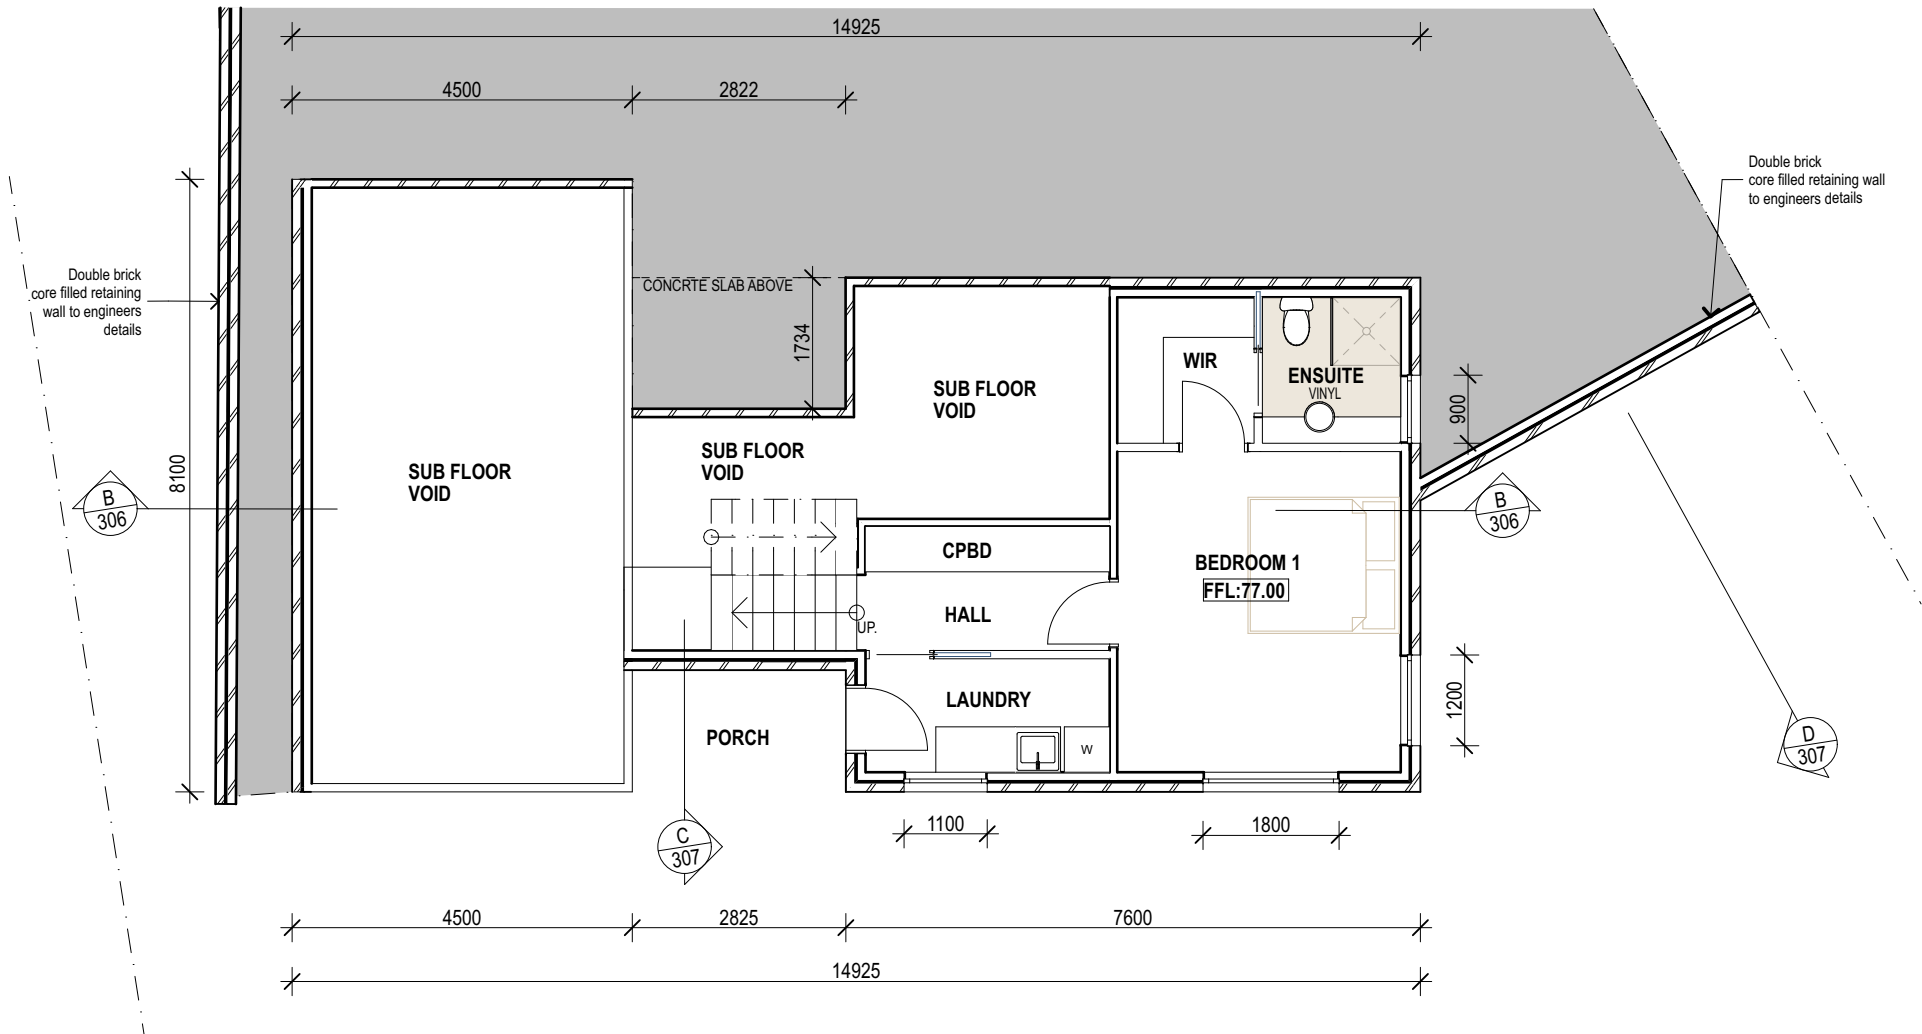 14925
4500
2822
Double brick
core filled retaining wall
to engineers details
Double brick
core filled retaining
wall to engineers
details
CONCRTE SLAB ABOVE
1734
8100
WIR
ENSUITE
VINYL
900
SUB FLOOR
VOID
SUB FLOOR
VOID
SUB FLOOR
VOID
B
306
B
306
CPBD
BEDROOM 1
FFL:77.00
HALL
UP.
LAUNDRY
W
1200
PORCH
D
307
C
307
1100
1800
4500
2825
7600
14925